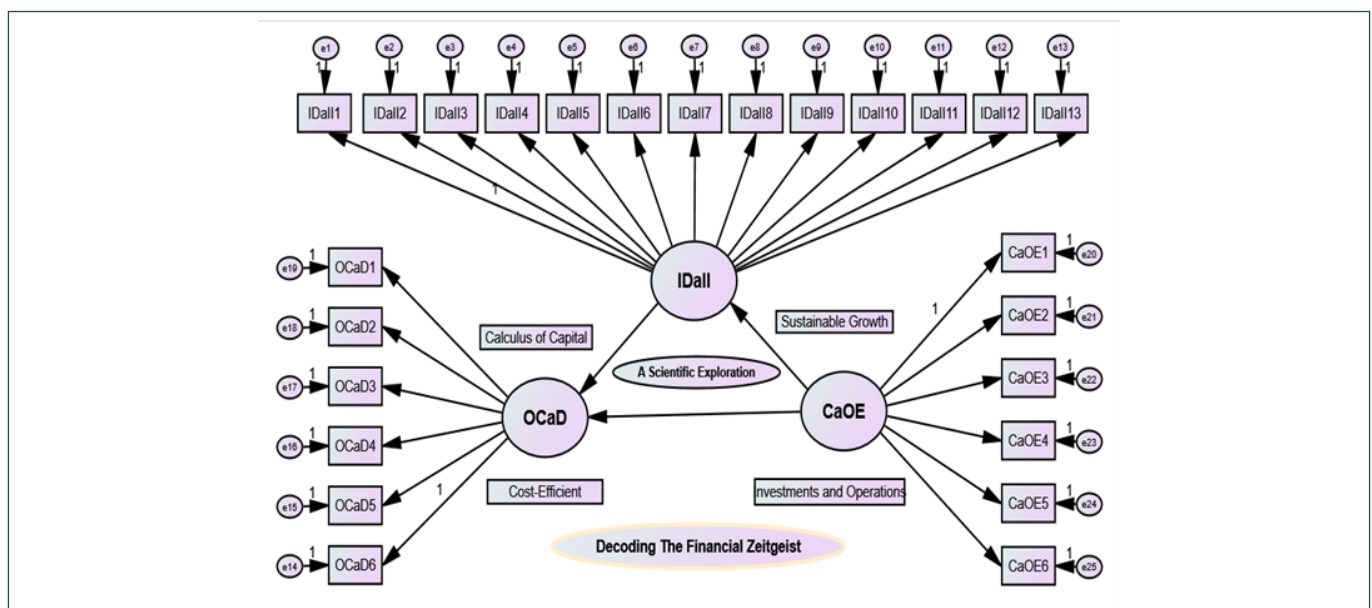 e1 e2 e3 e4 e5 e6 e7 e8 e9 e10 e11 e12 e13
1 1 1 1 1 1 1 1 1 1 1 1 1
IDall1 IDall2 IDall3 IDall4 IDall5 IDall6 IDall7 IDall8 IDall9 IDall10 IDall11 IDall12 IDall13
1
IDall
e19 1 OCaD1
e18 1 OCaD2
e17 1 OCaD3
e16 1 OCaD4
e15 1 OCaD5
e14 1 OCaD6
1
Calculus of Capital
Sustainable Growth
A Scientific Exploration
OCaD
CaOE
Cost-Efficient
nvestments and Operations
Decoding The Financial Zeitgeist
1
CaOE1 1 e20
CaOE2 1 e21
CaOE3 1 e22
CaOE4 1 e23
CaOE5 1 e24
CaOE6 1 e25